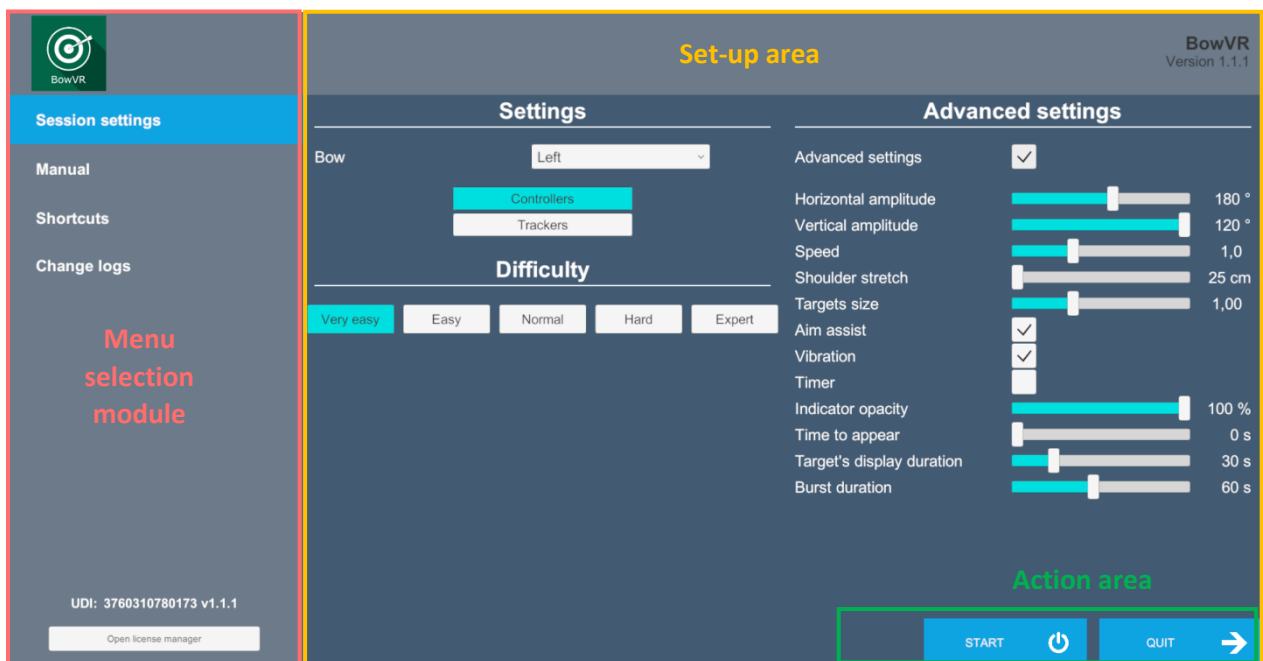 BowVR
Session settings
Manual
Shortcuts
Change logs
Menu
selection
module
UDI: 3760310780173 v1.1.1
Open license manager
Set-up area
BowVR
Version 1.1.1
Settings
Bow Left
Controllers
Trackers
Difficulty
Very easy Easy Normal Hard Expert
Advanced settings
Advanced settings
Horizontal amplitude 180 °
Vertical amplitude 120 °
Speed 1,0
Shoulder stretch 25 cm
Targets size 1,00
Aim assist
Vibration
Timer
Indicator opacity 100 %
Time to appear 0 s
Target's display duration 30 s
Burst duration 60 s
Action area
START QUIT